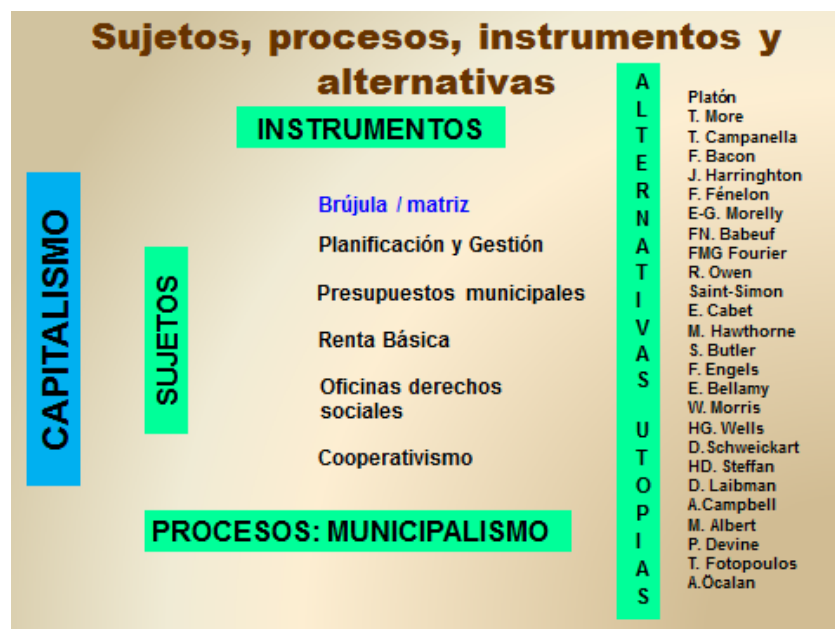 Sujetos, procesos, instrumentos y
alternativas
INSTRUMENTOS
CAPITALISMO
SUJETOS
Brújula / matriz
Planificación y Gestión
Presupuestos municipales
Renta Básica
Oficinas derechos
sociales
Cooperativismo
PROCESOS: MUNICIPALISMO
ALTERNATIVAS UTOPIAS
Platón
T. More
T. Campanella
F. Bacon
J. Harringhton
F. Fénelon
E-G. Morelly
FN. Babeuf
FMG Fourier
R. Owen
Saint-Simon
E. Cabet
M. Hawthorne
S. Butler
F. Engels
E. Bellamy
W. Morris
HG. Wells
D.Schweickart
HD. Steffan
D. Laibman
A.Campbell
M. Albert
P. Devine
T. Fotopoulos
A.Öcalan